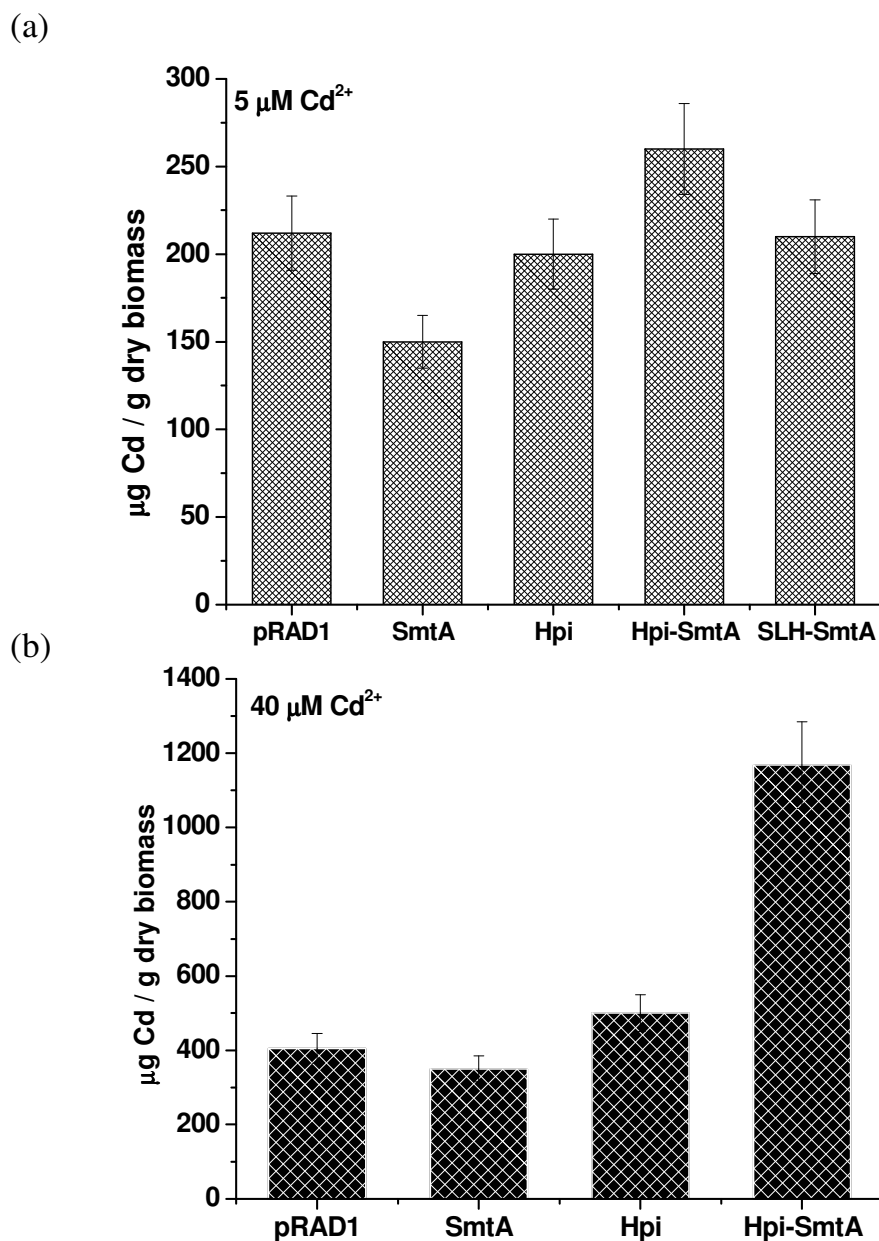 (a)
300
5 μM Cd²⁺
250
200
150
100
50
0
μg Cd / g dry biomass
pRAD1 SmtA Hpi Hpi-SmtA SLH-SmtA
(b)
1400
40 μM Cd²⁺
1200
1000
800
600
400
200
0
μg Cd / g dry biomass
pRAD1 SmtA Hpi Hpi-SmtA